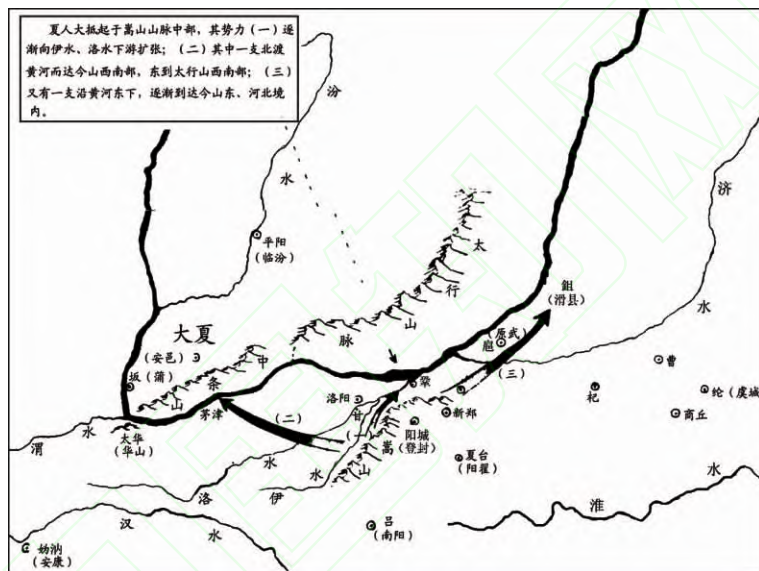 夏人大抵起于嵩山山脉中部，其势力（一）逐
渐向伊水、洛水下游扩张；（二）其中一支北渡
黄河而达今山西南部，东到太行山西南部；（三）
又有一支沿黄河东下，逐渐到达今山东、河北境
内。
汾
水
平阳
（临汾）
太
行
山
脉
济
水
鉏
（滑县）
大夏
（安邑）
坂（蒲）
中
条
山
（原武）
扈
（三）
曹
杞
纶（虞城）
商丘
茅津
洛阳
甘
（二）
（一）
新郑
阳城
（登封）
嵩
山
夏台
（阳翟）
太华
（华山）
渭
水
洛
水
伊
水
汉
水
吕
（南阳）
淮
水
（安康）